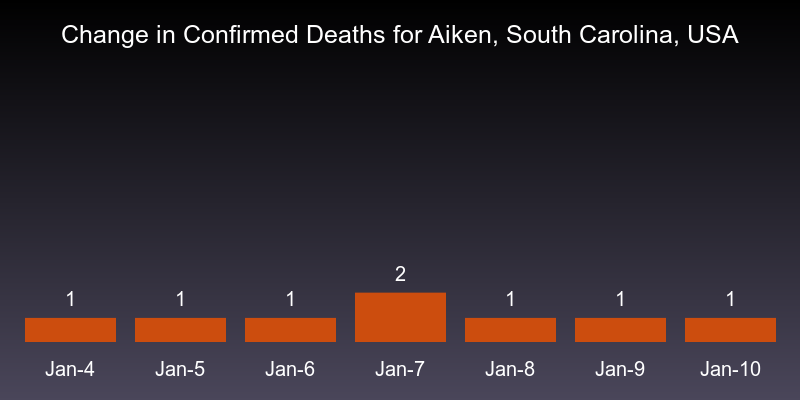 Change in Confirmed Deaths for Aiken, South Carolina, USA
2
1 1 1 1 1 1
Jan-4 Jan-5 Jan-6 Jan-7 Jan-8 Jan-9 Jan-10